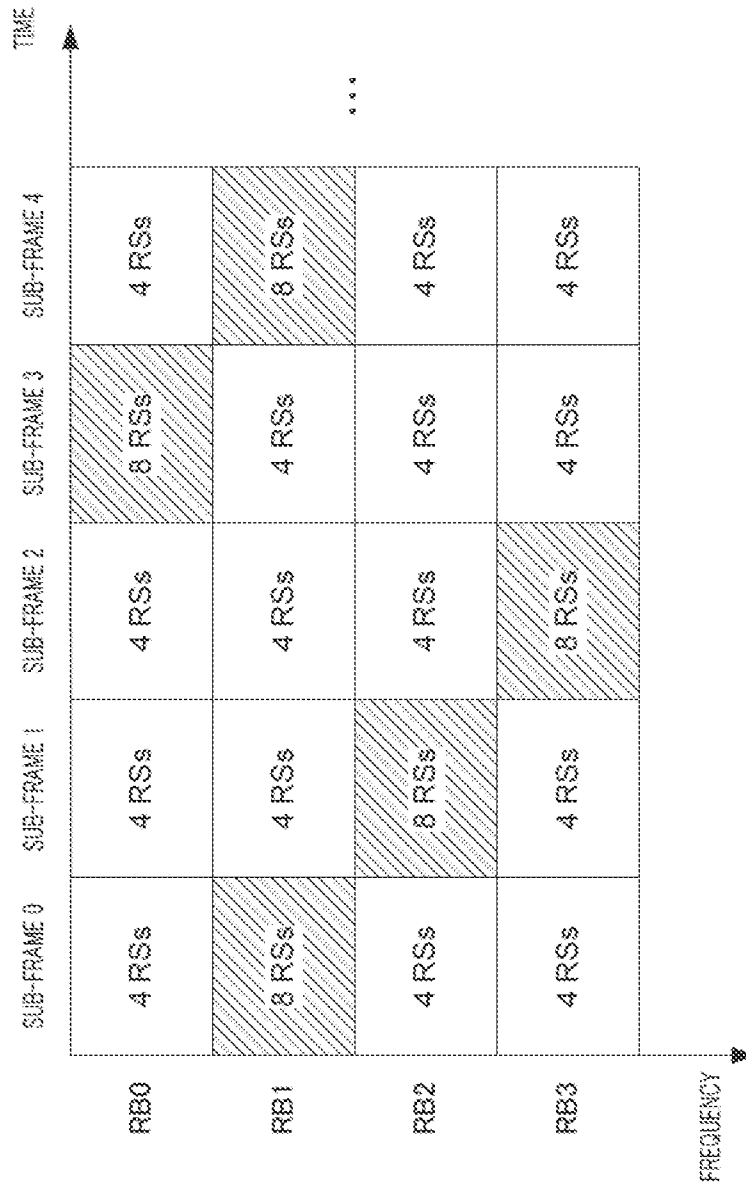 TIME
SUB-FRAME 0 SUB-FRAME 1 SUB-FRAME 2 SUB-FRAME 3 SUB-FRAME 4
RB0 4 RSs 4 RSs 4 RSs 8 RSs 4 RSs
RB1 8 RSs 4 RSs 4 RSs 4 RSs 8 RSs
...
RB2 4 RSs 8 RSs 4 RSs 4 RSs 4 RSs
RB3 4 RSs 4 RSs 8 RSs 4 RSs 4 RSs
FREQUENCY